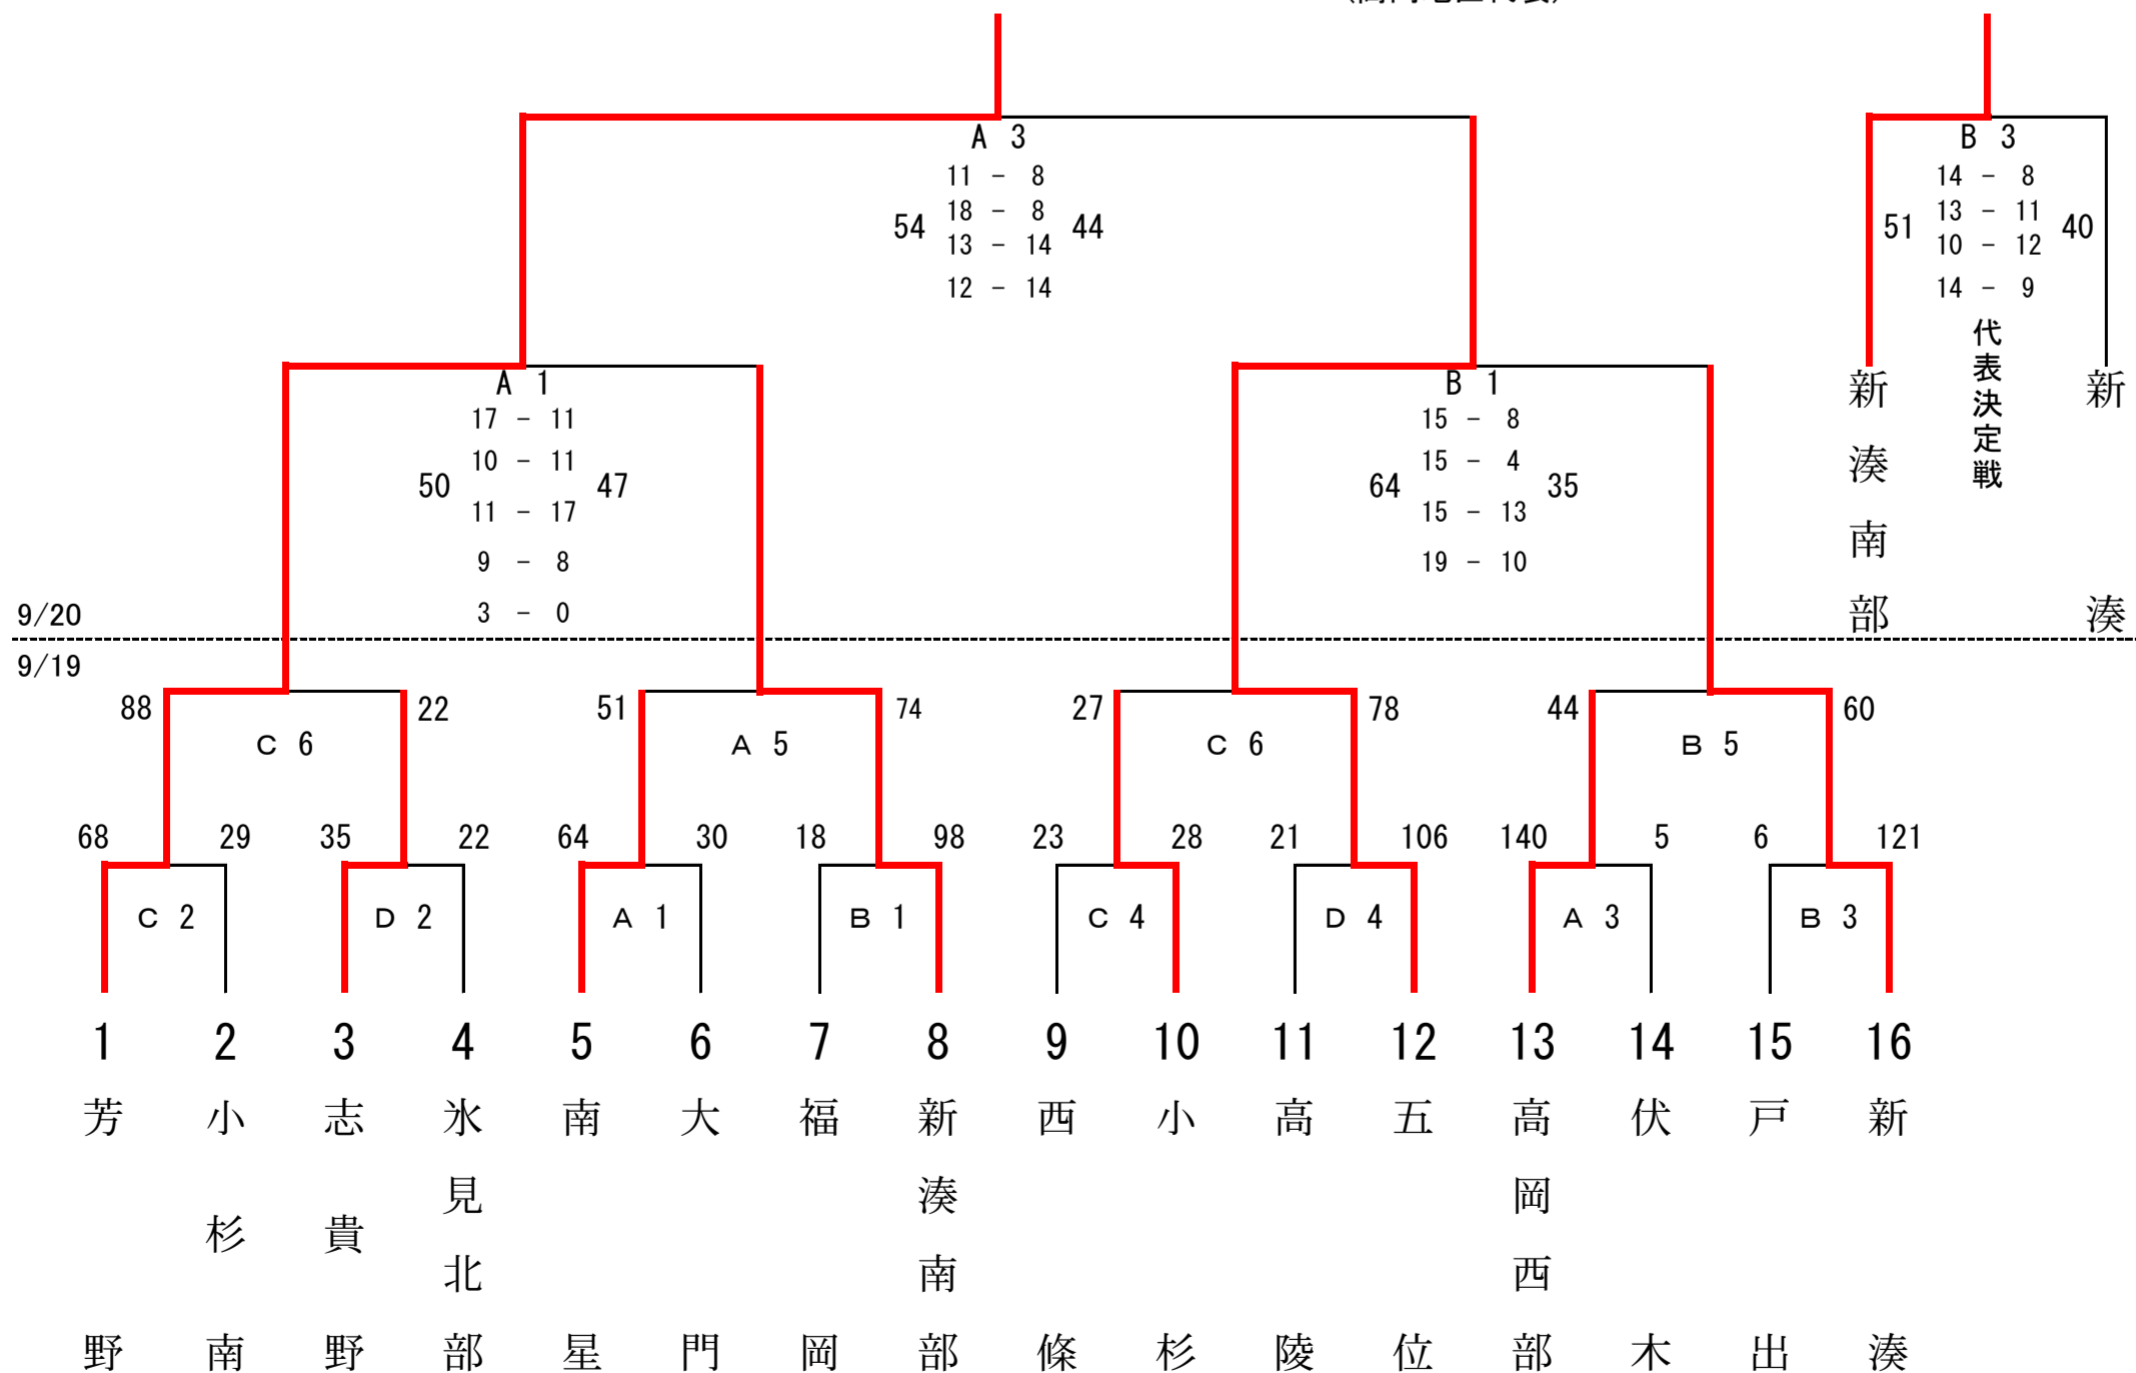 A 3
11 - 8
18 - 8
54 44
13 - 14
12 - 14
B 3
14 - 8
13 - 11
51 40
10 - 12
14 - 9
代表決定戦
新湊南部
新湊
A 1
17 - 11
10 - 11
50 47
11 - 17
9 - 8
3 - 0
B 1
15 - 8
15 - 4
64 35
15 - 13
19 - 10
9/20
9/19
88 22 51 74 27 78 44 60
C 6 A 5 C 6 B 5
68 29 35 22 64 30 18 98 23 28 21 106 140 5 6 121
C 2 D 2 A 1 B 1 C 4 D 4 A 3 B 3
1 2 3 4 5 6 7 8 9 10 11 12 13 14 15 16
芳野
小杉南
志貴野
氷見北部
南星
大門
福岡
新湊南部
西條
小杉
高陵
五位
高岡西部
伏木
戸出
新湊